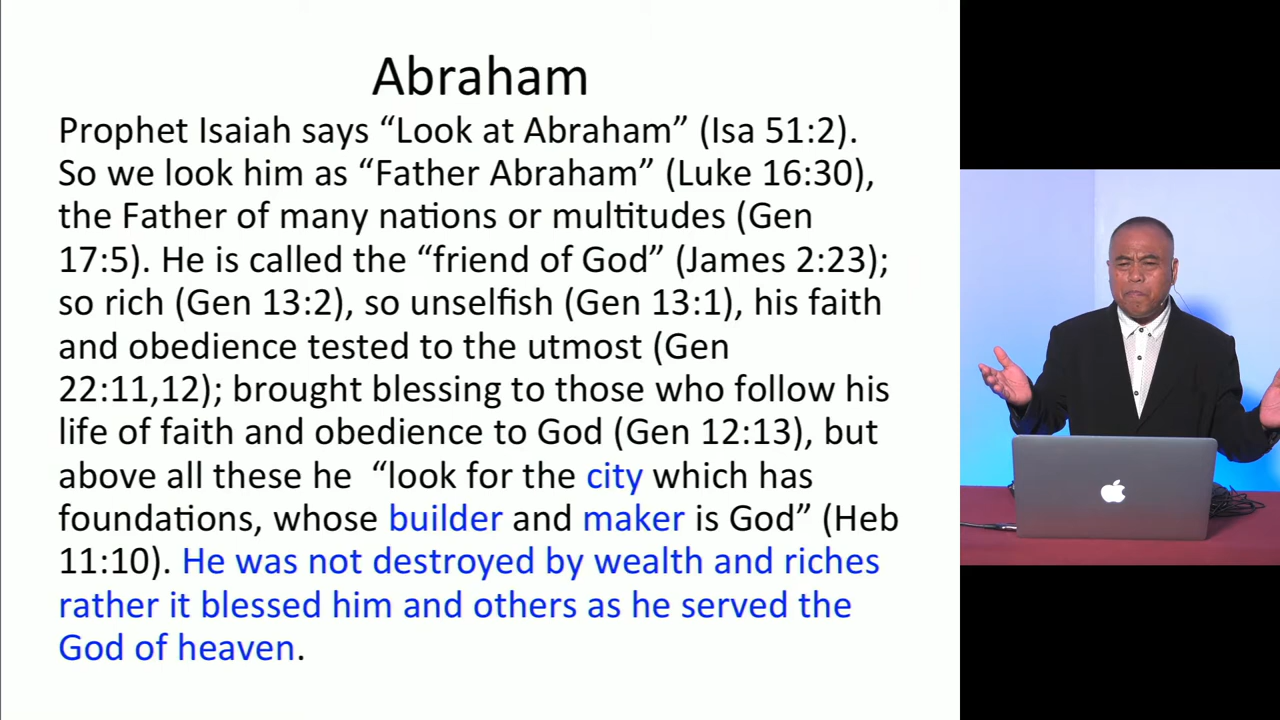 Abraham
Prophet Isaiah says “Look at Abraham” (Isa 51:2).
So we look him as “Father Abraham” (Luke 16:30),
the Father of many nations or multitudes (Gen
17:5). He is called the “friend of God” (James 2:23);
so rich (Gen 13:2), so unselfish (Gen 13:1), his faith
and obedience tested to the utmost (Gen
22:11,12); brought blessing to those who follow his
life of faith and obedience to God (Gen 12:13), but
above all these he  “look for the city which has
foundations, whose builder and maker is God” (Heb
11:10). He was not destroyed by wealth and riches
rather it blessed him and others as he served the
God of heaven.